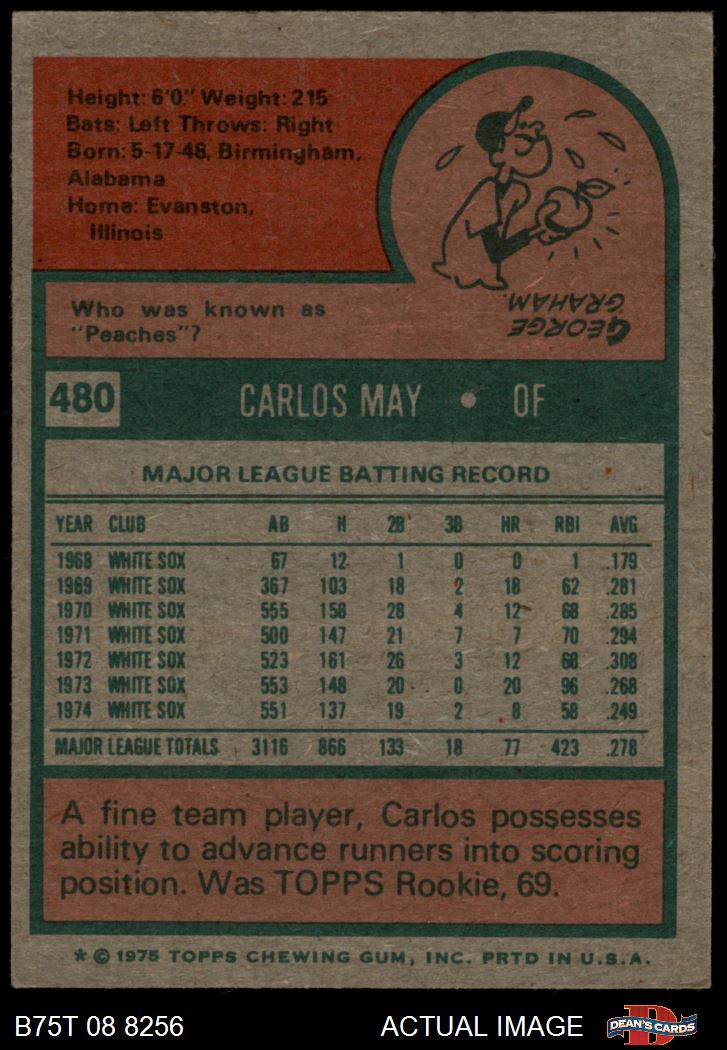 Height: 6'0" Weight: 215
Bats: Left Throws: Right
Born: 5-17-48, Birmingham,
Alabama
Home: Evanston,
Illinois
GEORGE
GRAHAM
Who was known as
"Peaches"?
480 CARLOS MAY • OF
MAJOR LEAGUE BATTING RECORD
YEAR CLUB AB H 2B 3B HR RBI AVG
1968 WHITE SOX 67 12 1 0 0 1 .179
1969 WHITE SOX 367 103 18 2 18 62 .281
1970 WHITE SOX 555 158 28 4 12 68 .285
1971 WHITE SOX 500 147 21 7 7 70 .294
1972 WHITE SOX 523 161 26 3 12 68 .308
1973 WHITE SOX 553 148 20 0 20 96 .268
1974 WHITE SOX 551 137 19 2 8 58 .249
MAJOR LEAGUE TOTALS 3116 866 133 18 77 423 .278
A fine team player, Carlos possesses
ability to advance runners into scoring
position. Was TOPPS Rookie, 69.
* © 1975 TOPPS CHEWING GUM, INC. PRTD IN U.S.A.
B75T 08 8256 ACTUAL IMAGE DEAN'S CARDS